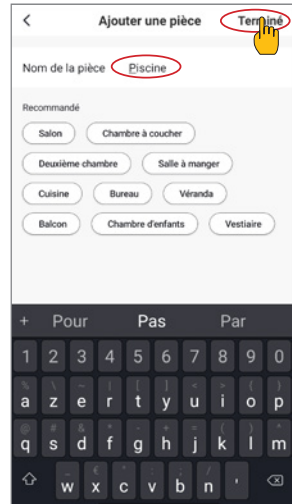 Ajouter une pièce Terminé
Nom de la pièce Piscine
Recommandé
Salon Chambre à coucher
Deuxième chambre Salle à manger
Cuisine Bureau Véranda
Balcon Chambre d'enfants Vestiaire
+ Pour Pas Par
1 2 3 4 5 6 7 8 9 0
a z e r t y u i o p
q s d f g h j k l m
w x c v b n '